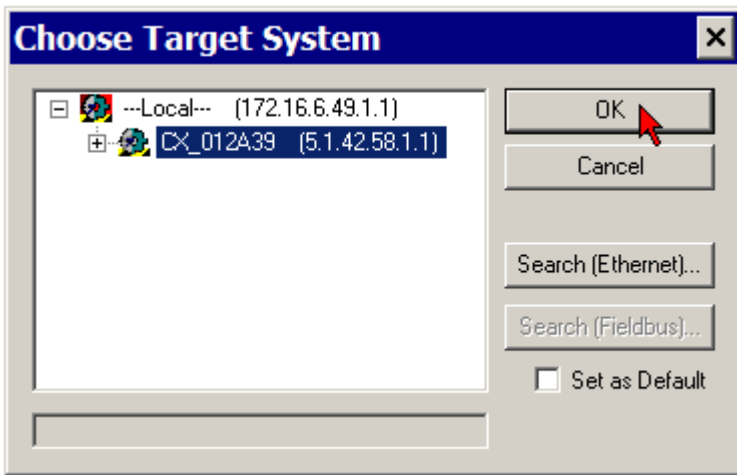 Choose Target System
---Local--- (172.16.6.49.1.1)
CX_012A39 (5.1.42.58.1.1)
OK
Cancel
Search (Ethernet)...
Search (Fieldbus)...
Set as Default